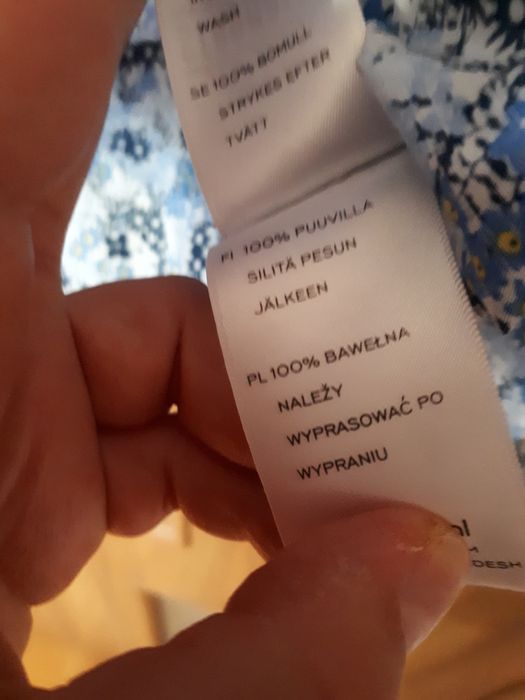 WASH
SE 100% BOMULL
STRYKES EFTER
TVÄTT
FI 100% PUUVILLA
SILITÄ PESUN
JÄLKEEN
PL 100% BAWEŁNA
NALEŽY
WYPRASOWAĆ PO
WYPRANIU